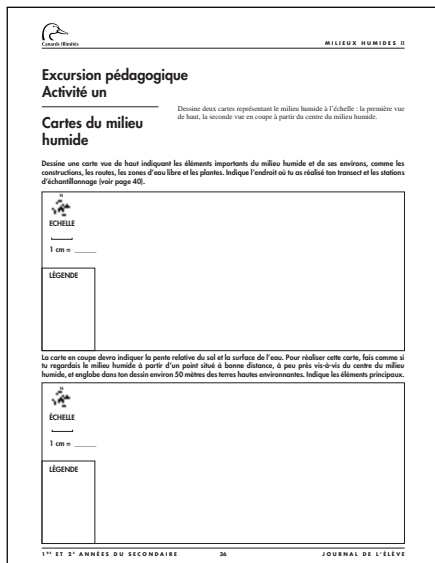 Canards Illimités
MILIEUX HUMIDES II
Excursion pédagogique
Activité un
Cartes du milieu
humide
Dessine deux cartes représentant le milieu humide à l'échelle : la première vue
de haut, la seconde vue en coupe à partir du centre du milieu humide.
Dessine une carte vue de haut indiquant les éléments importants du milieu humide et de ses environs, comme les
constructions, les routes, les zones d'eau libre et les plantes. Indique l'endroit où tu as réalisé ton transect et les stations
d'échantillonnage (voir page 40).
N
ECHELLE
1 cm = _____
LÉGENDE
La carte en coupe devra indiquer la pente relative du sol et la surface de l'eau. Pour réaliser cette carte, fais comme si
tu regardais le milieu humide à partir d'un point situé à bonne distance, à peu près vis-à-vis du centre du milieu
humide, et englobe dans ton dessin environ 50 mètres des terres hautes environnantes. Indique les éléments principaux.
N
ÉCHELLE
1 cm = _____
LÉGENDE
1re ET 2e ANNÉES DU SECONDAIRE
36
JOURNAL DE L'ÉLÈVE